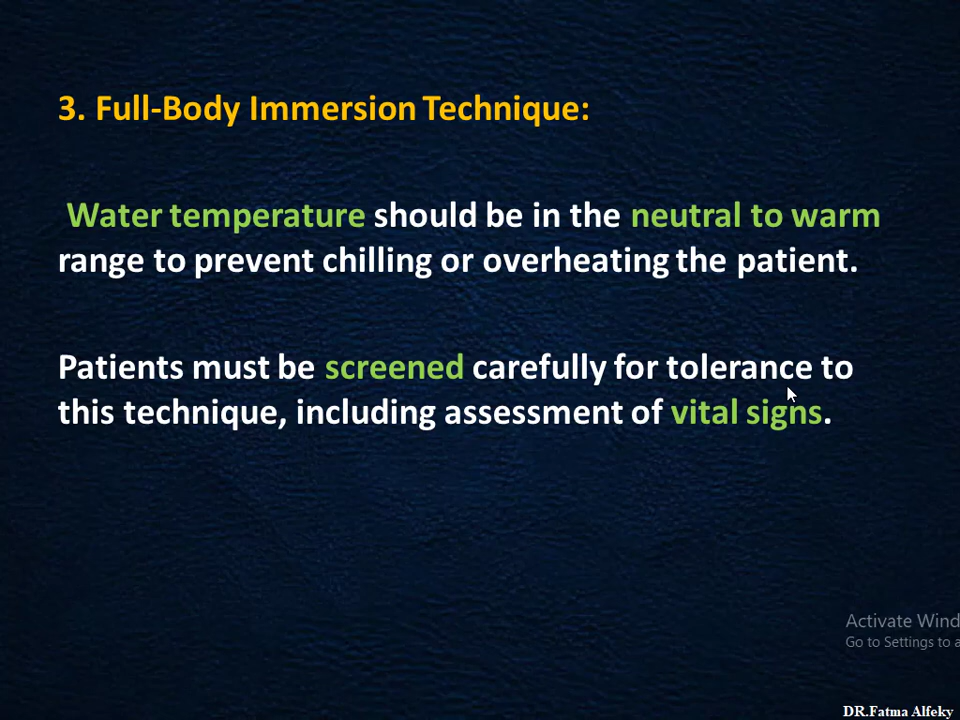 3. Full-Body Immersion Technique:
Water temperature should be in the neutral to warm
range to prevent chilling or overheating the patient.
Patients must be screened carefully for tolerance to
this technique, including assessment of vital signs.
Activate Wind
Go to Settings to a
DR.Fatma Alfeky